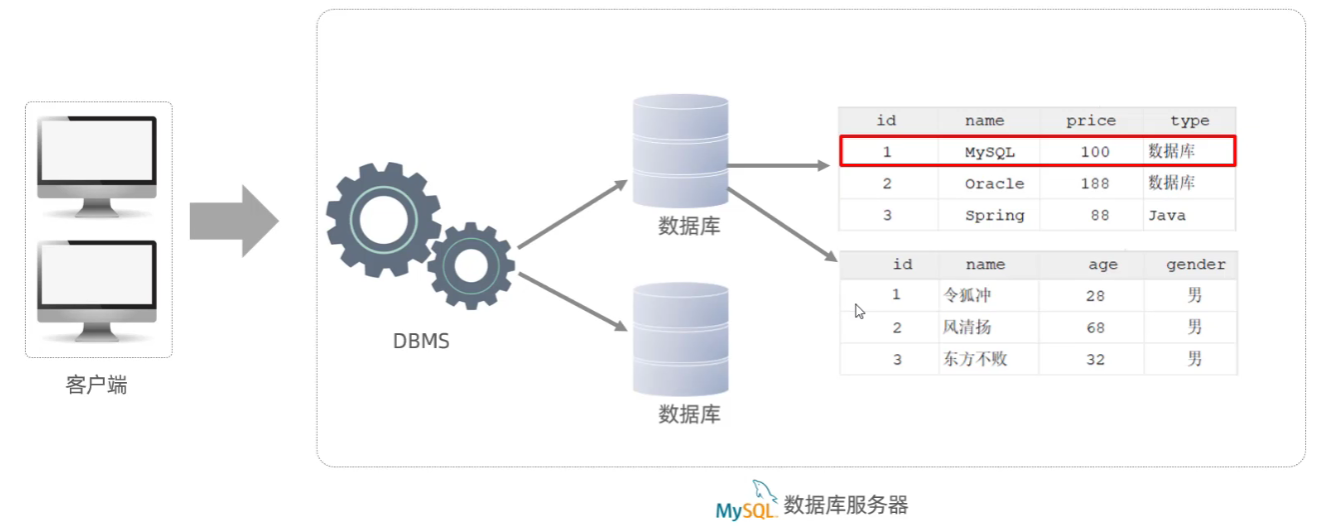 id name price type
1 MySQL 100 数据库
2 Oracle 188 数据库
3 Spring 88 Java
数据库
id name age gender
1 令狐冲 28 男
2 风清扬 68 男
3 东方不败 32 男
DBMS
客户端
数据库
MySQL 数据库服务器